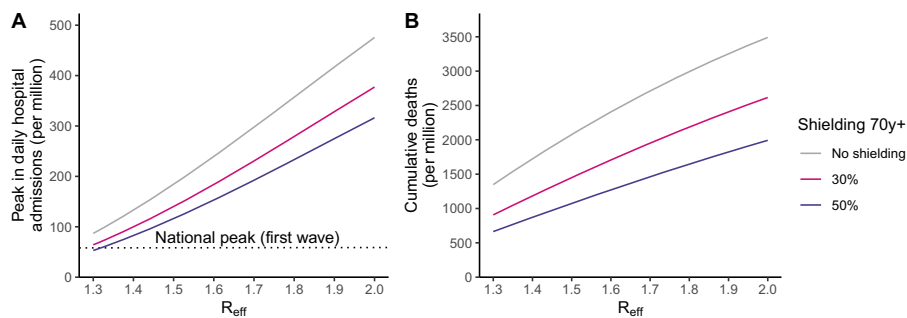 A
Peak in daily hospital
admissions (per million)
500
400
300
200
100
0
National peak (first wave)
1.3 1.4 1.5 1.6 1.7 1.8 1.9 2.0
Reff
B
Cumulative deaths
(per million)
3500
3000
2500
2000
1500
1000
500
0
1.3 1.4 1.5 1.6 1.7 1.8 1.9 2.0
Reff
Shielding 70y+
No shielding
30%
50%